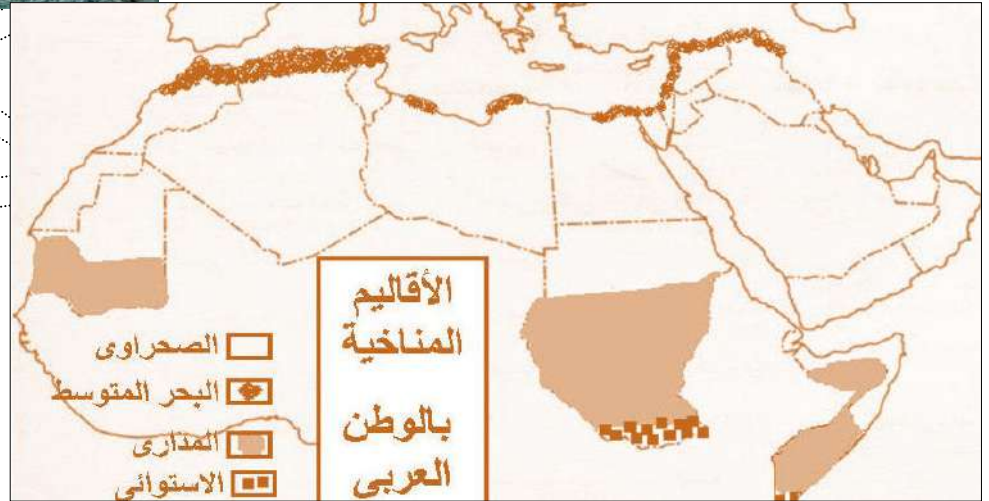 الأقاليم
المناخية
بالوطن
العربى
الصحراوى
البحر المتوسط
المدارى
الاستوائى